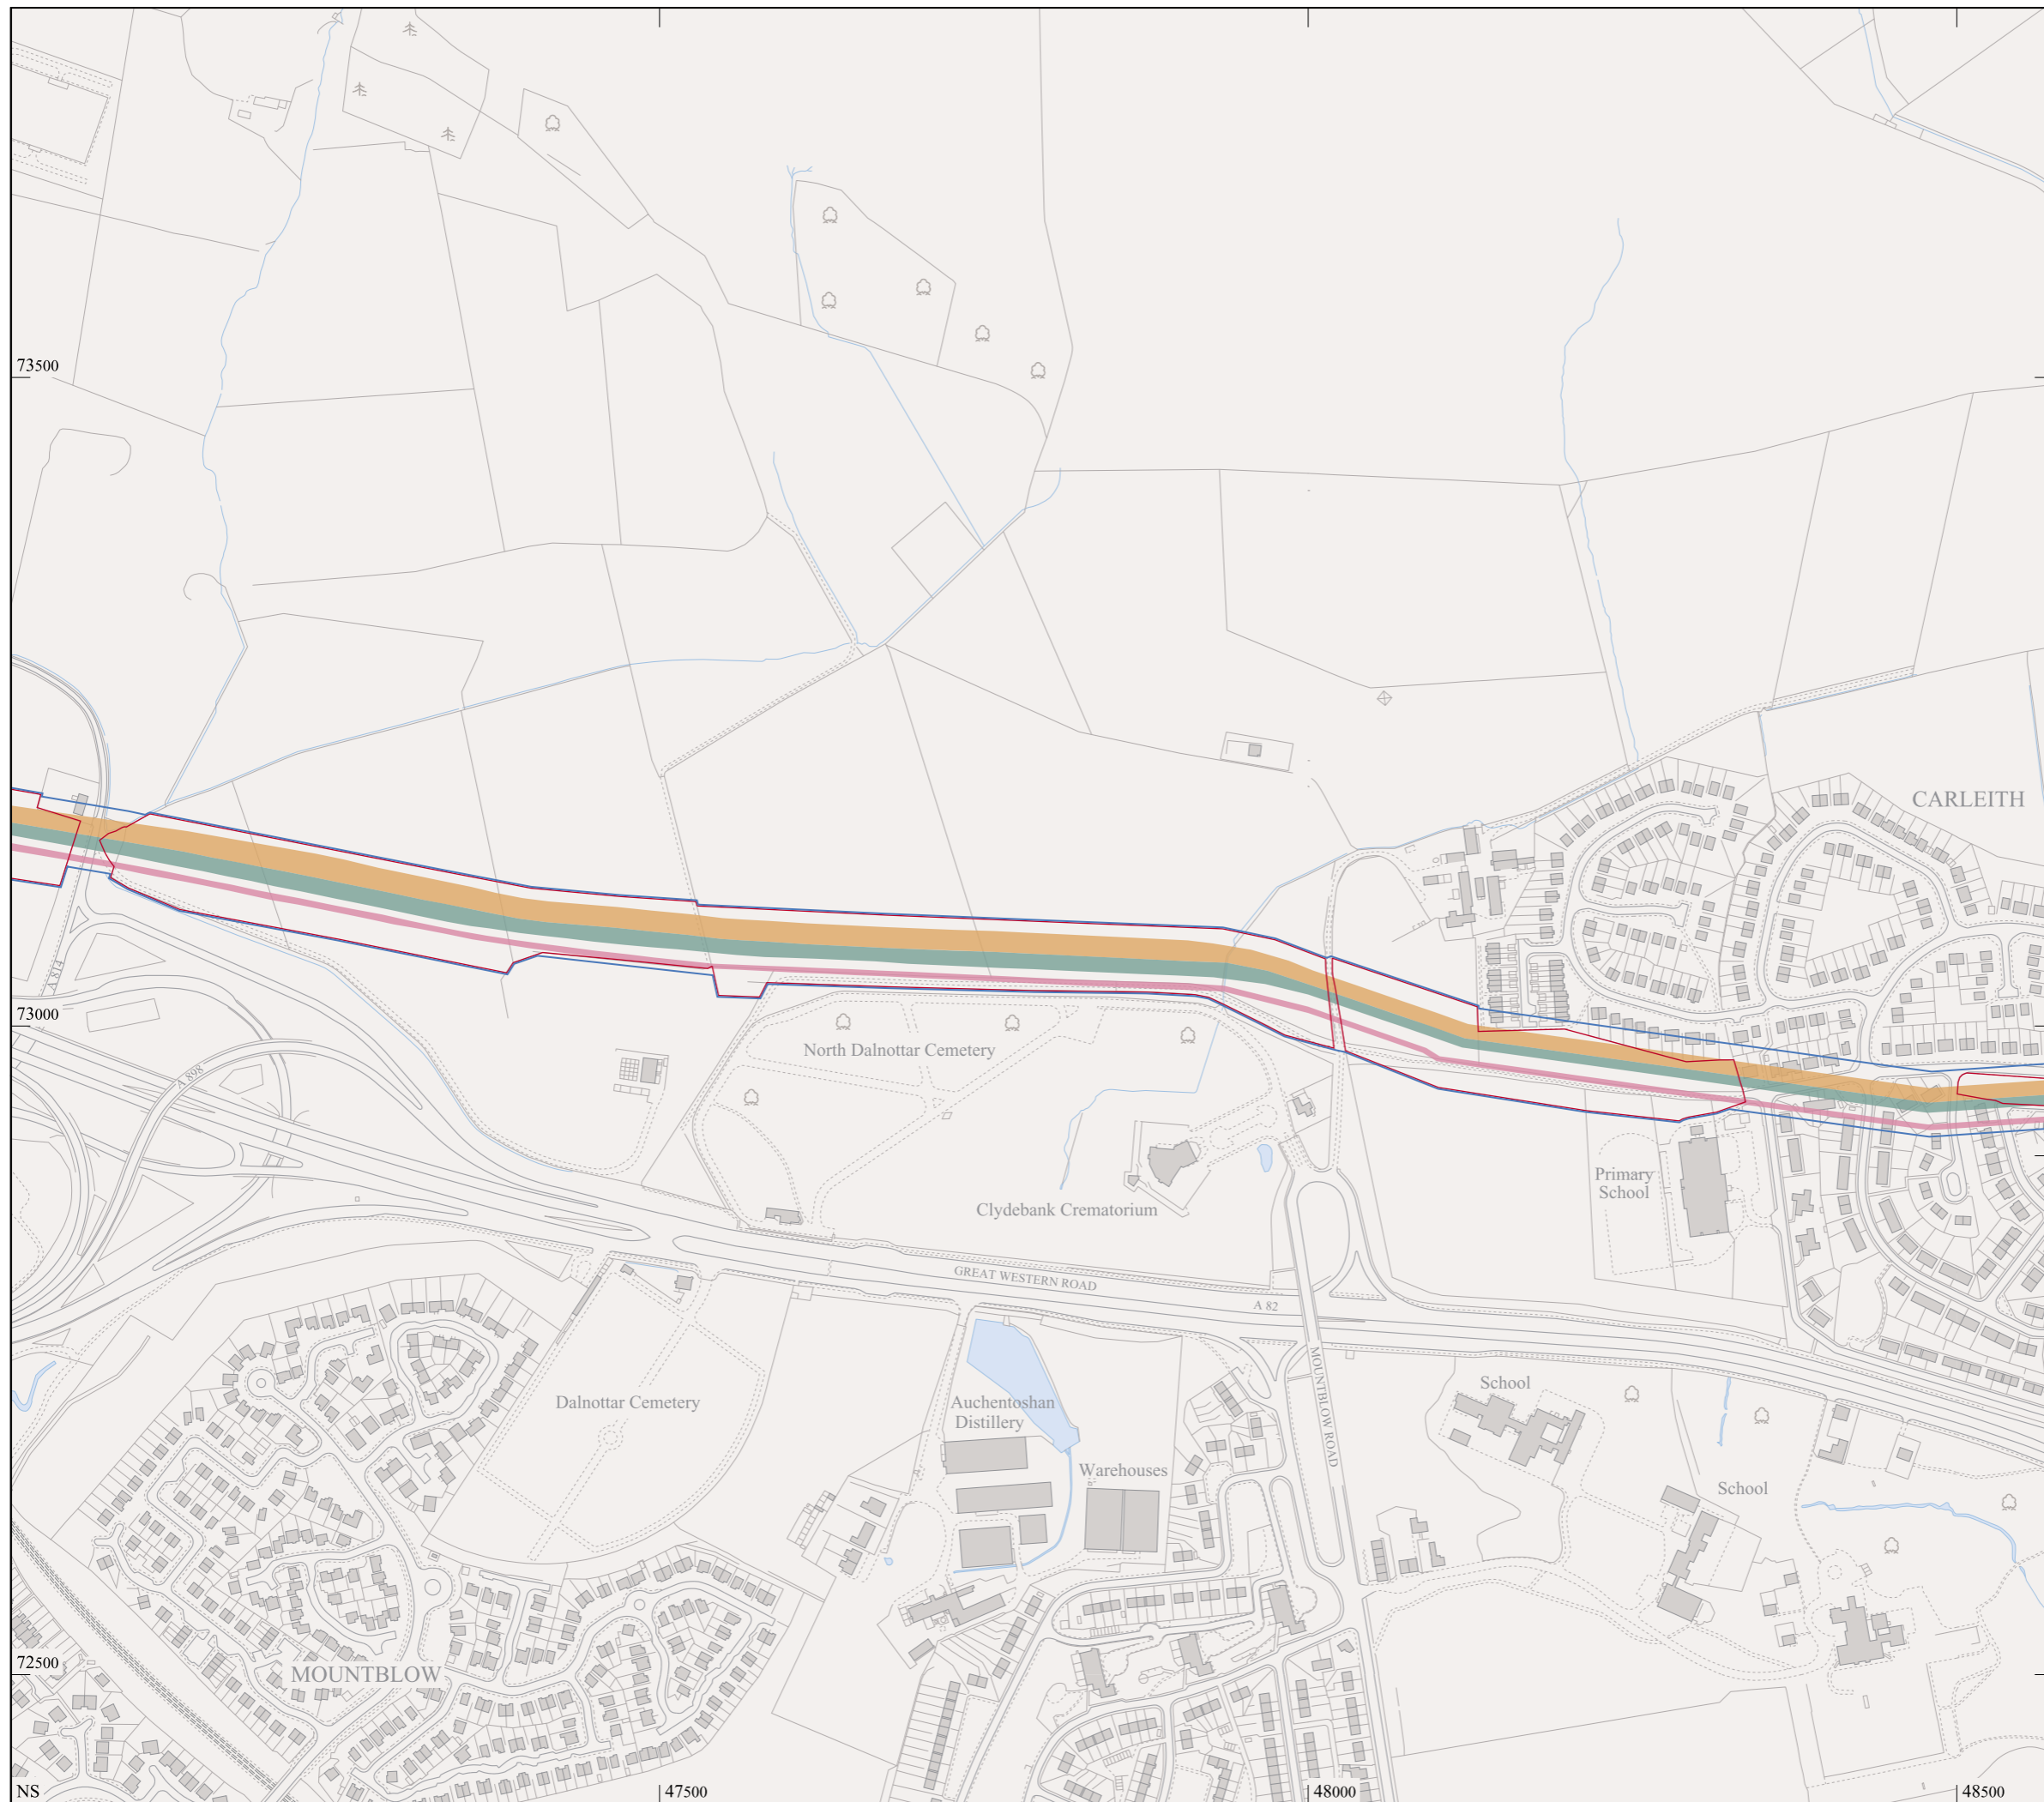 73500
CARLEITH
A 814
73000
North Dalnottar Cemetery
A 898
Primary
School
Clydebank Crematorium
GREAT WESTERN ROAD
A 82
MOUNTBLOW ROAD
School
Dalnottar Cemetery
Auchentoshan
Distillery
Warehouses
School
72500
MOUNTBLOW
NS
47500
48000
48500